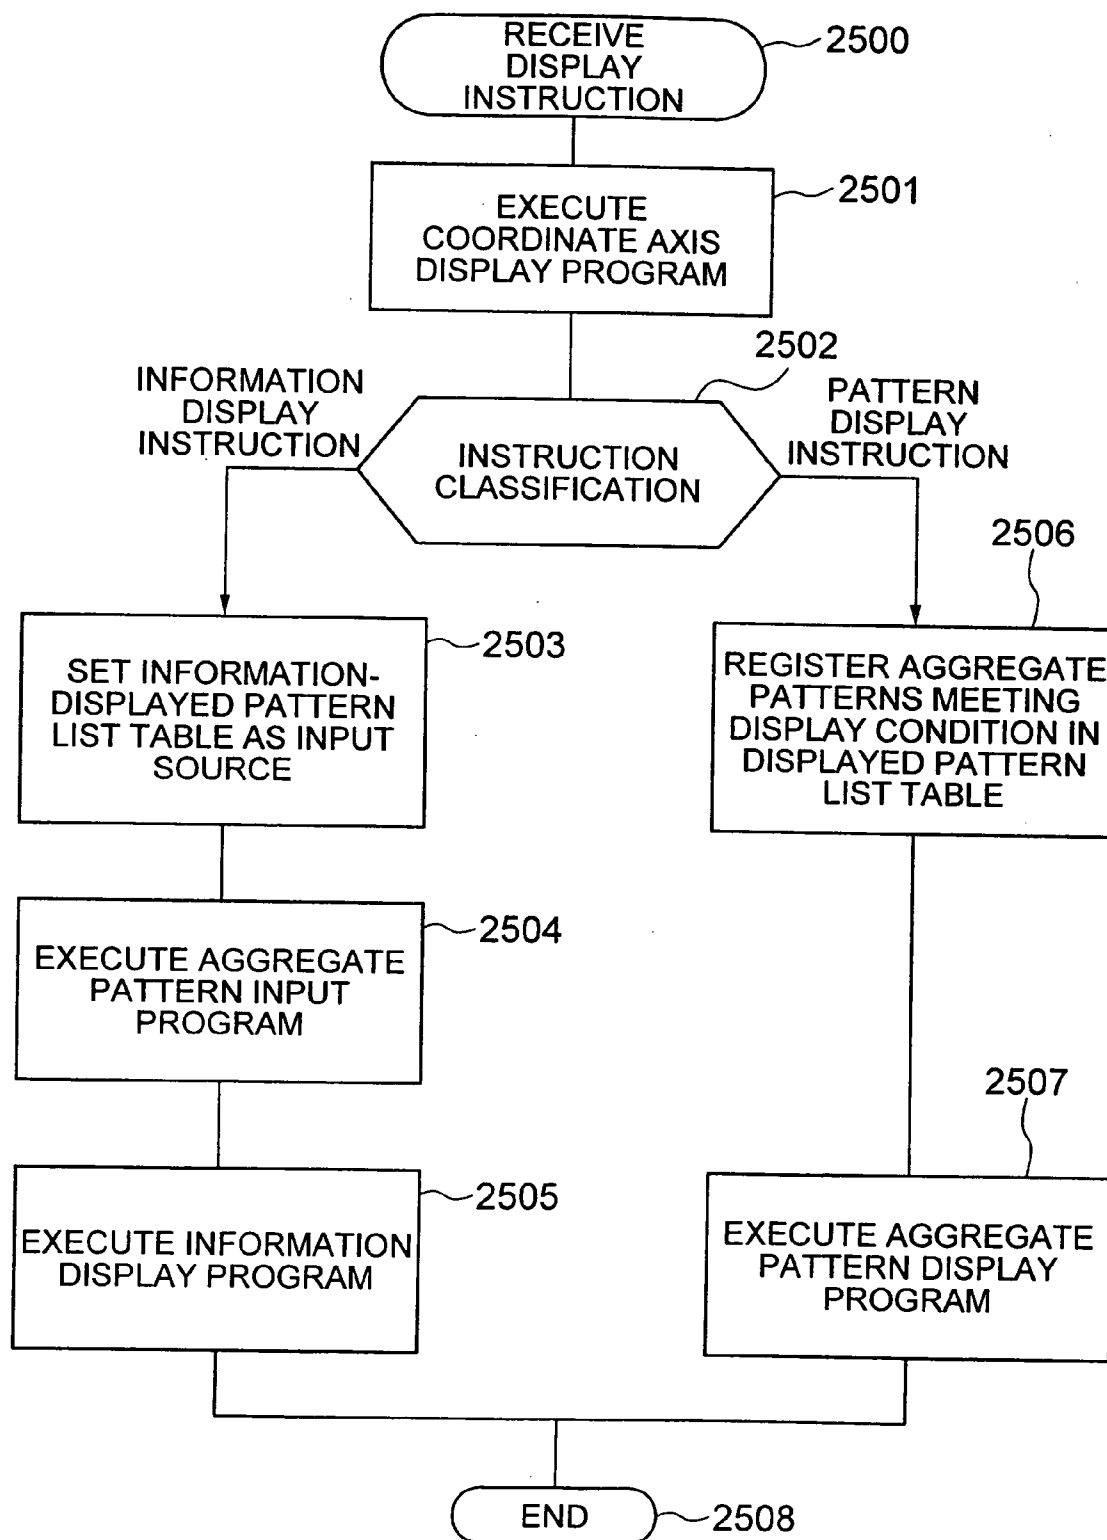 RECEIVE
DISPLAY
INSTRUCTION
2500
EXECUTE
COORDINATE AXIS
DISPLAY PROGRAM
2501
2502
INFORMATION
DISPLAY
INSTRUCTION
INSTRUCTION
CLASSIFICATION
PATTERN
DISPLAY
INSTRUCTION
SET INFORMATION-
DISPLAYED PATTERN
LIST TABLE AS INPUT
SOURCE
2503
2506
REGISTER AGGREGATE
PATTERNS MEETING
DISPLAY CONDITION IN
DISPLAYED PATTERN
LIST TABLE
EXECUTE AGGREGATE
PATTERN INPUT
PROGRAM
2504
EXECUTE INFORMATION
DISPLAY PROGRAM
2505
2507
EXECUTE AGGREGATE
PATTERN DISPLAY
PROGRAM
END
2508